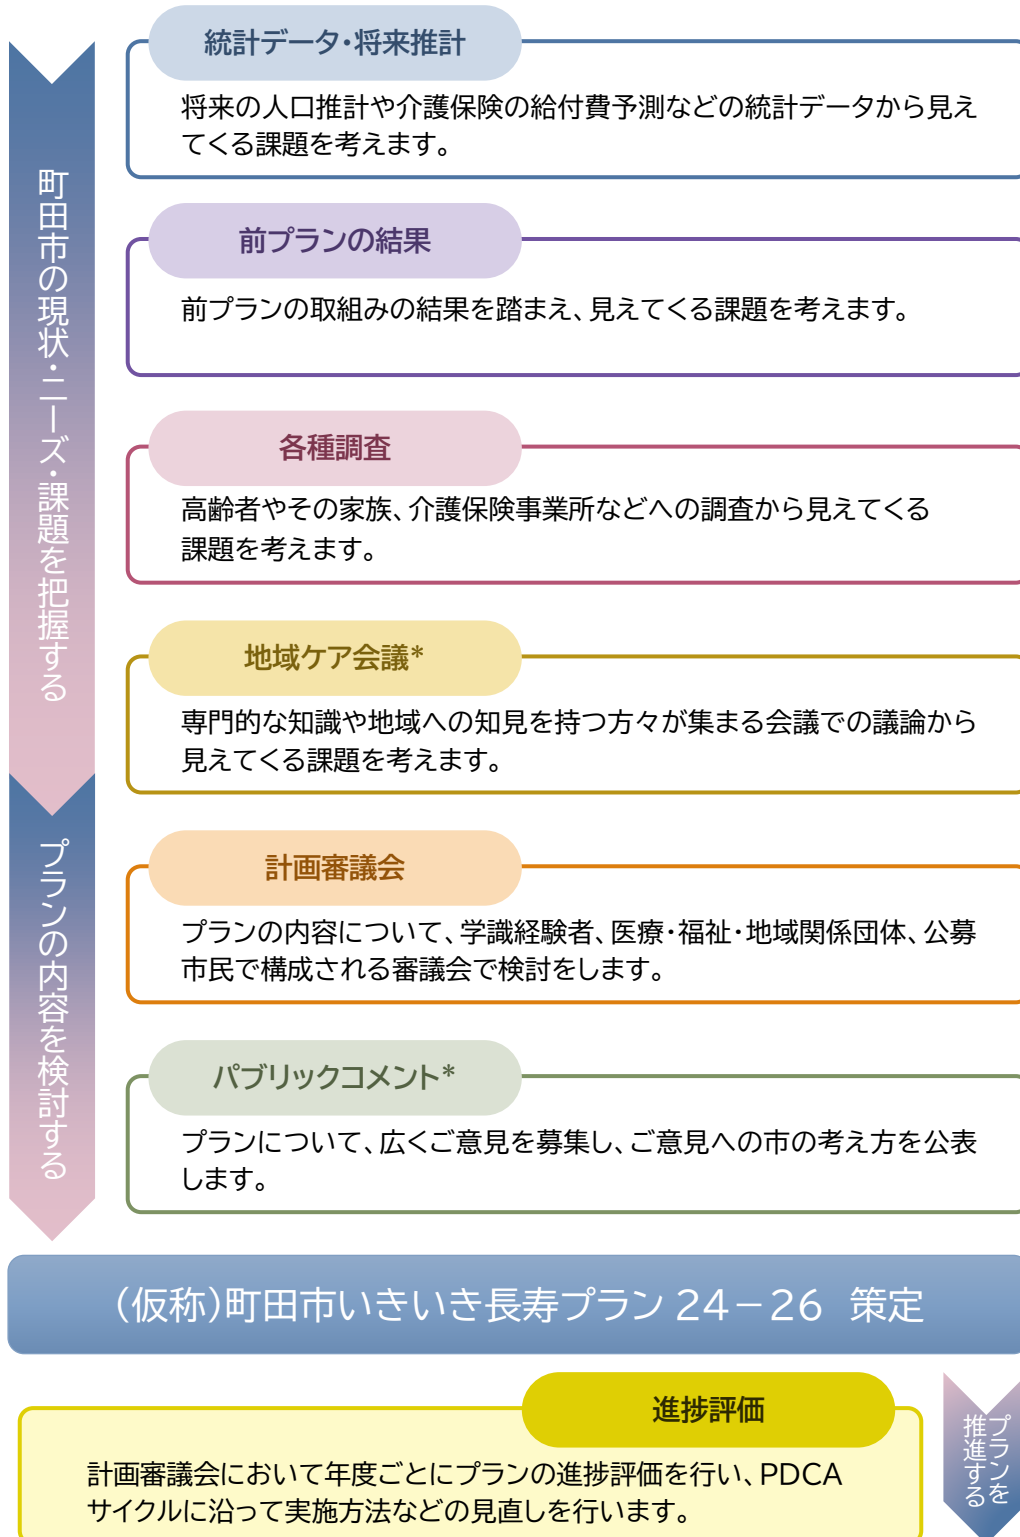 町田市の現状・ニーズ・課題を把握する
統計データ・将来推計
将来の人口推計や介護保険の給付費予測などの統計データから見え
てくる課題を考えます。
前プランの結果
前プランの取組みの結果を踏まえ、見えてくる課題を考えます。
各種調査
高齢者やその家族、介護保険事業所などへの調査から見えてくる
課題を考えます。
地域ケア会議*
専門的な知識や地域への知見を持つ方々が集まる会議での議論から
見えてくる課題を考えます。
プランの内容を検討する
計画審議会
プランの内容について、学識経験者、医療・福祉・地域関係団体、公募
市民で構成される審議会で検討をします。
パブリックコメント*
プランについて、広くご意見を募集し、ご意見への市の考え方を公表
します。
(仮称)町田市いきいき長寿プラン 24-26 策定
進捗評価
計画審議会において年度ごとにプランの進捗評価を行い、PDCA
サイクルに沿って実施方法などの見直しを行います。
プランを
推進する